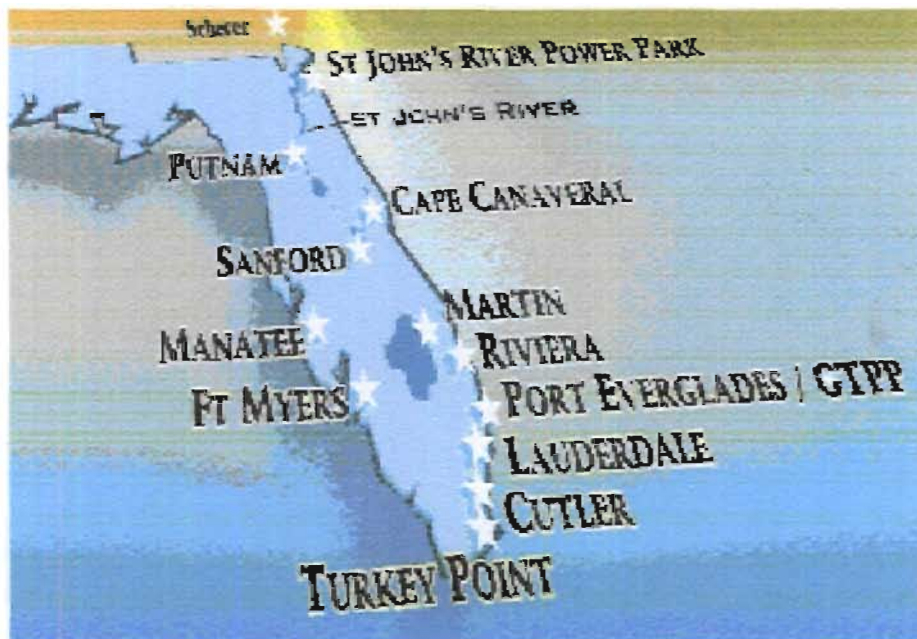 Scherer
ST JOHN'S RIVER POWER PARK
ST JOHN'S RIVER
PUTNAM
CAPE CANAVERAL
SANFORD
MARTIN
MANATEE
RIVIERA
FT MYERS
PORT EVERGLADES / GTPP
LAUDERDALE
CUTLER
TURKEY POINT